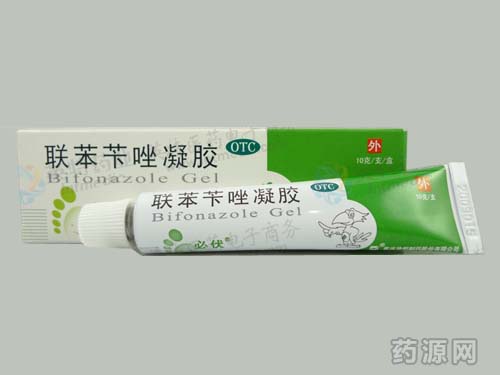 联苯苄唑凝胶
OTC
Bifonazole Gel
外
10克/支/盒
联苯苄唑凝胶
OTC
Bifonazole Gel
外
10克/支
必伏
药源网